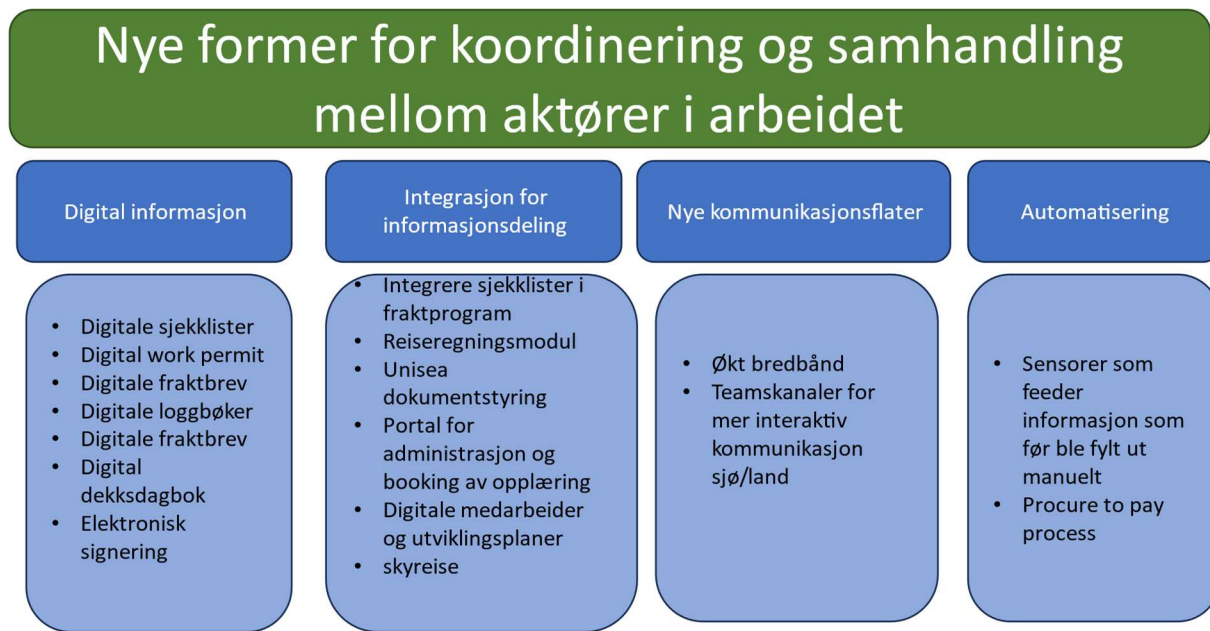 Nye former for koordinering og samhandling
mellom aktører i arbeidet
Digital informasjon
Integrasjon for
informasjonsdeling
Nye kommunikasjonsflater
Automatisering
• Digitale sjekklister
• Digital work permit
• Digitale fraktbrev
• Digitale loggbøker
• Digitale fraktbrev
• Digital
dekksdagbok
• Elektronisk
signering
• Integrere sjekklister i
fraktprogram
• Reiseregningsmodul
• Unisea
dokumentstyring
• Portal for
administrasjon og
booking av opplæring
• Digitale medarbeider
og utviklingsplaner
• skyreise
• Økt bredbånd
• Teamskanaler for
mer interaktiv
kommunikasjon
sjø/land
• Sensorer som
feeder
informasjon som
før ble fylt ut
manuelt
• Procure to pay
process